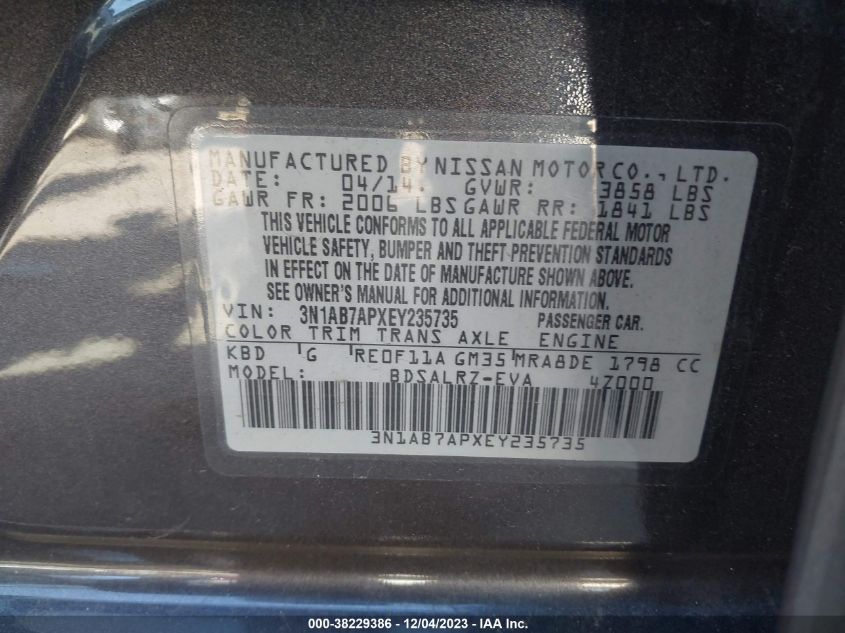 MANUFACTURED BY NISSAN MOTOR CO., LTD.
DATE: 04/14. GVWR: 3858 LBS
GAWR FR: 2006 LBS GAWR RR: 1841 LBS
THIS VEHICLE CONFORMS TO ALL APPLICABLE FEDERAL MOTOR
VEHICLE SAFETY, BUMPER AND THEFT PREVENTION STANDARDS
IN EFFECT ON THE DATE OF MANUFACTURE SHOWN ABOVE.
SEE OWNER'S MANUAL FOR ADDITIONAL INFORMATION.
VIN: 3N1AB7APXEY235735 PASSENGER CAR.
COLOR TRIM TRANS AXLE ENGINE
KBD G RE0F11A GM35 MRA8DE 1798 CC
MODEL: BDSALRZ-EVA 4Z000
3N1AB7APXEY235735
000-38229386 - 12/04/2023 - IAA Inc.